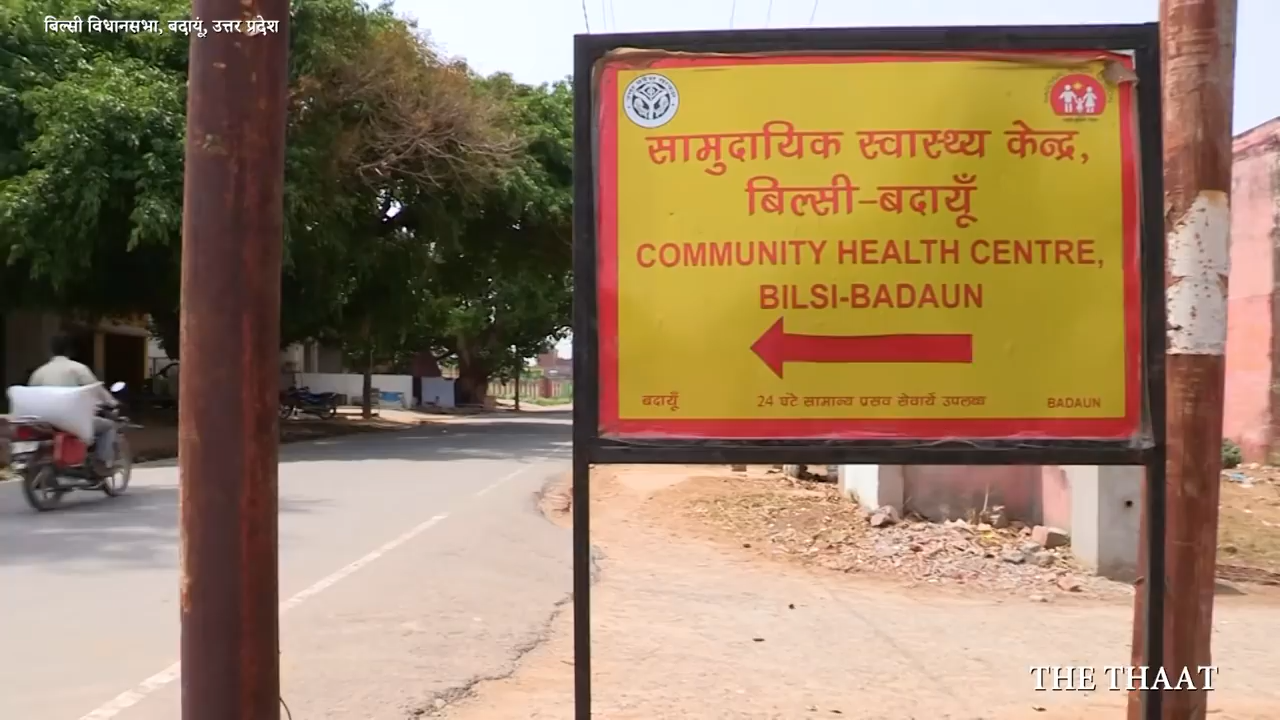 बिल्सी विधानसभा, बदायूं, उत्तर प्रदेश
सामुदायिक स्वास्थ्य केन्द्र,
बिल्सी-बदायूँ
COMMUNITY HEALTH CENTRE,
BILSI-BADAUN
बदायूँ 24 घंटे सामान्य प्रसव सेवायें उपलब्ध BADAUN
THE THAAT